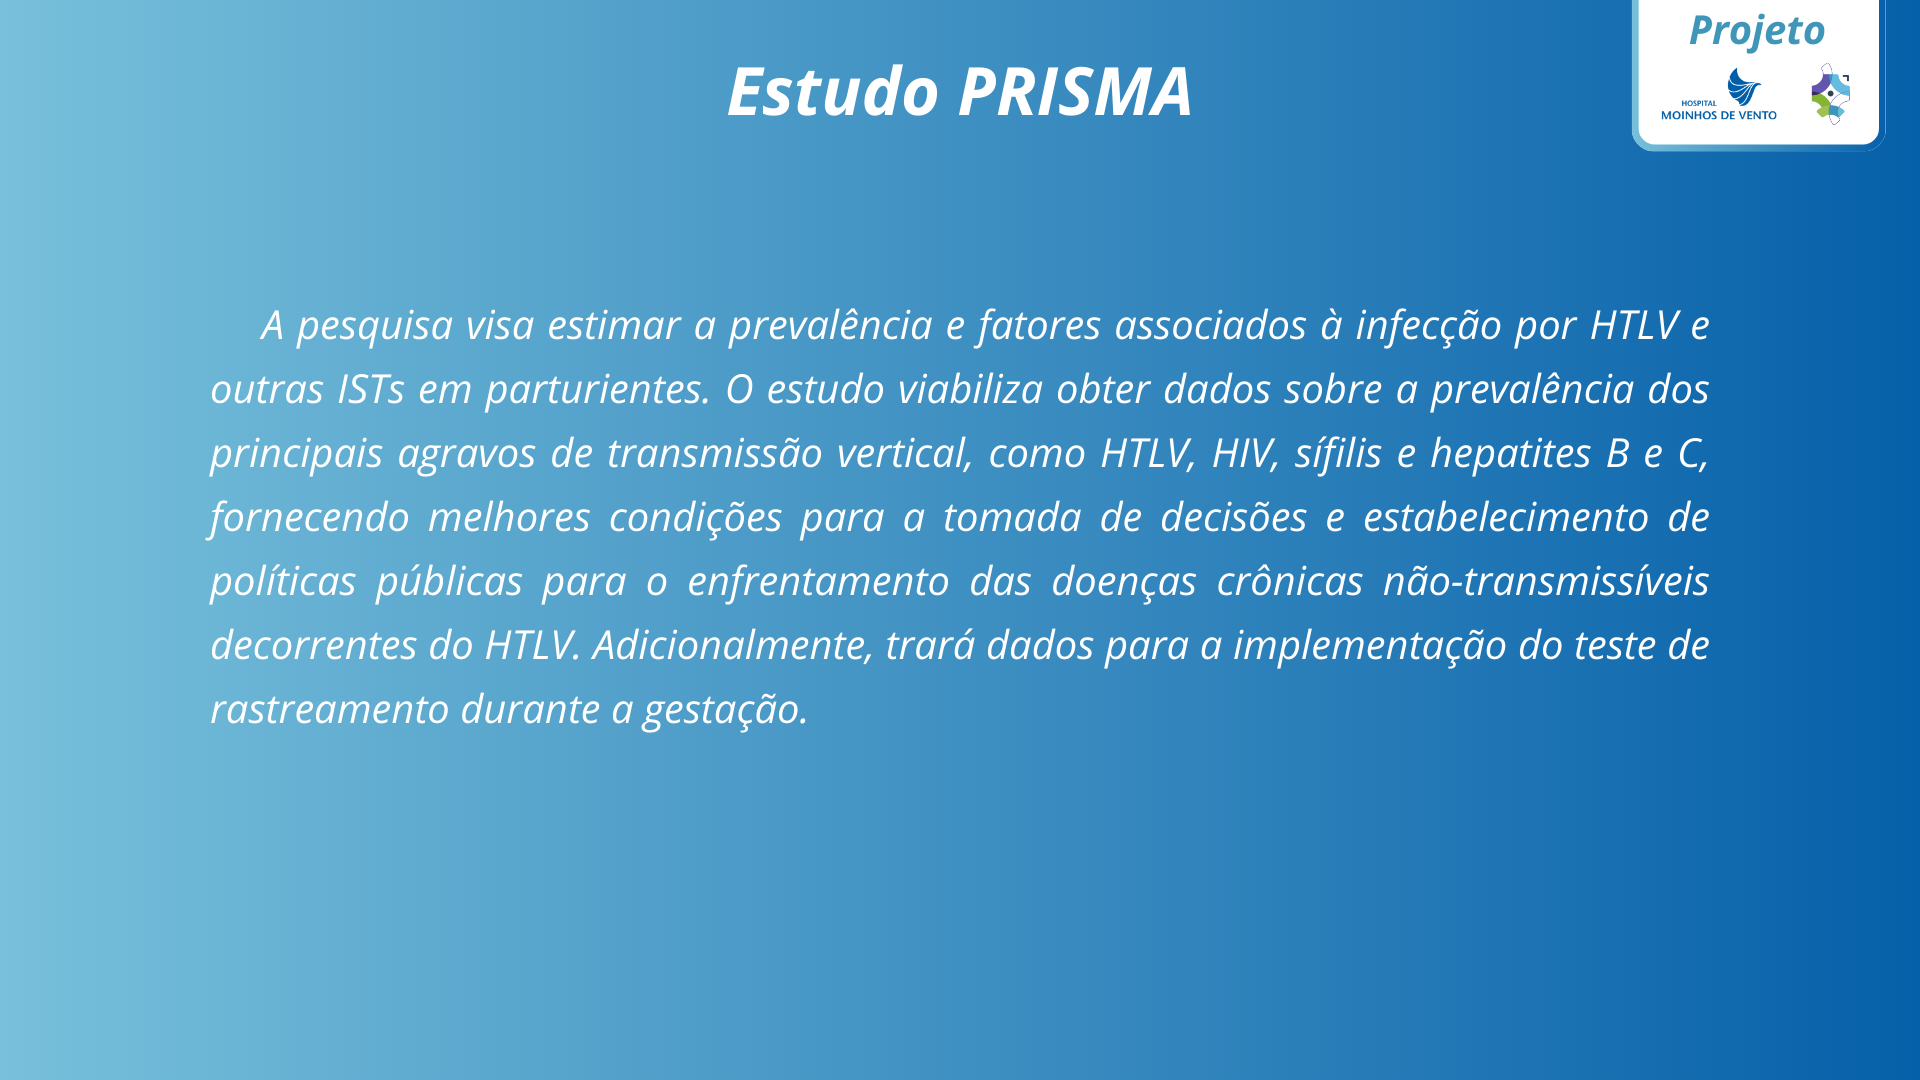 Projeto
Estudo PRISMA
HOSPITAL
MOINHOS DE VENTO
A pesquisa visa estimar a prevalência e fatores associados à infecção por HTLV e
outras ISTs em parturientes. O estudo viabiliza obter dados sobre a prevalência dos
principais agravos de transmissão vertical, como HTLV, HIV, sífilis e hepatites B e C,
fornecendo melhores condições para a tomada de decisões e estabelecimento de
políticas públicas para o enfrentamento das doenças crônicas não-transmissíveis
decorrentes do HTLV. Adicionalmente, trará dados para a implementação do teste de
rastreamento durante a gestação.